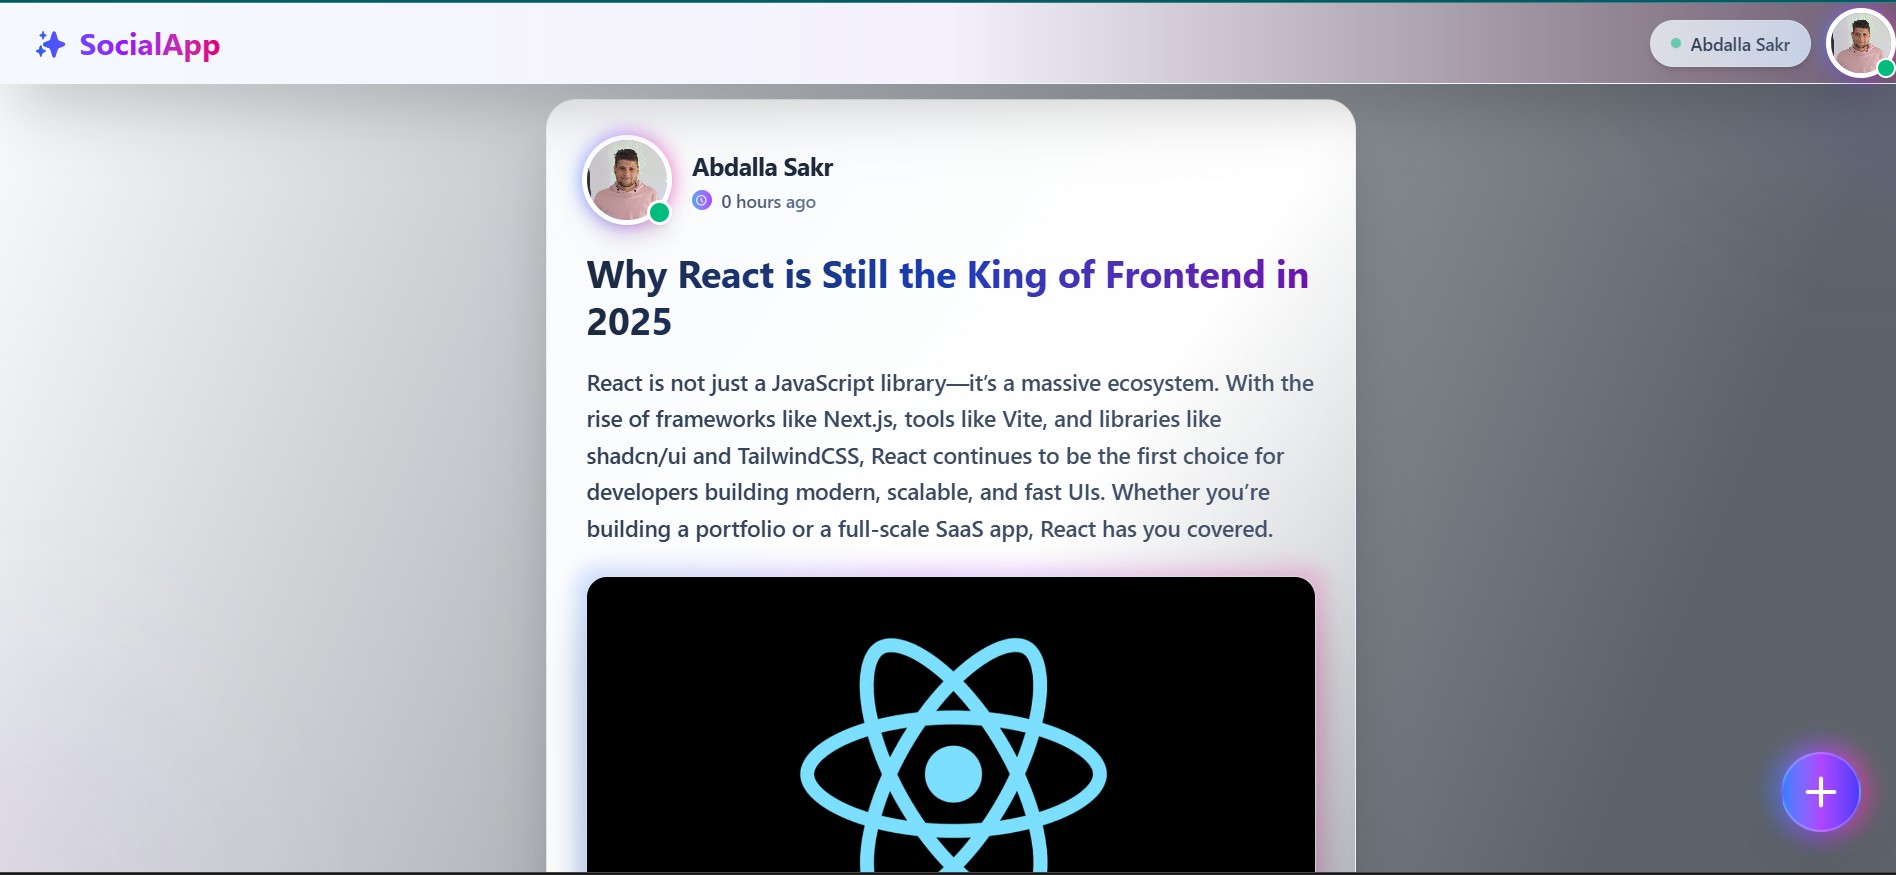 SocialApp
Abdalla Sakr
Abdalla Sakr
0 hours ago
Why React is Still the King of Frontend in
2025
React is not just a JavaScript library—it’s a massive ecosystem. With the
rise of frameworks like Next.js, tools like Vite, and libraries like
shadcn/ui and TailwindCSS, React continues to be the first choice for
developers building modern, scalable, and fast UIs. Whether you’re
building a portfolio or a full-scale SaaS app, React has you covered.